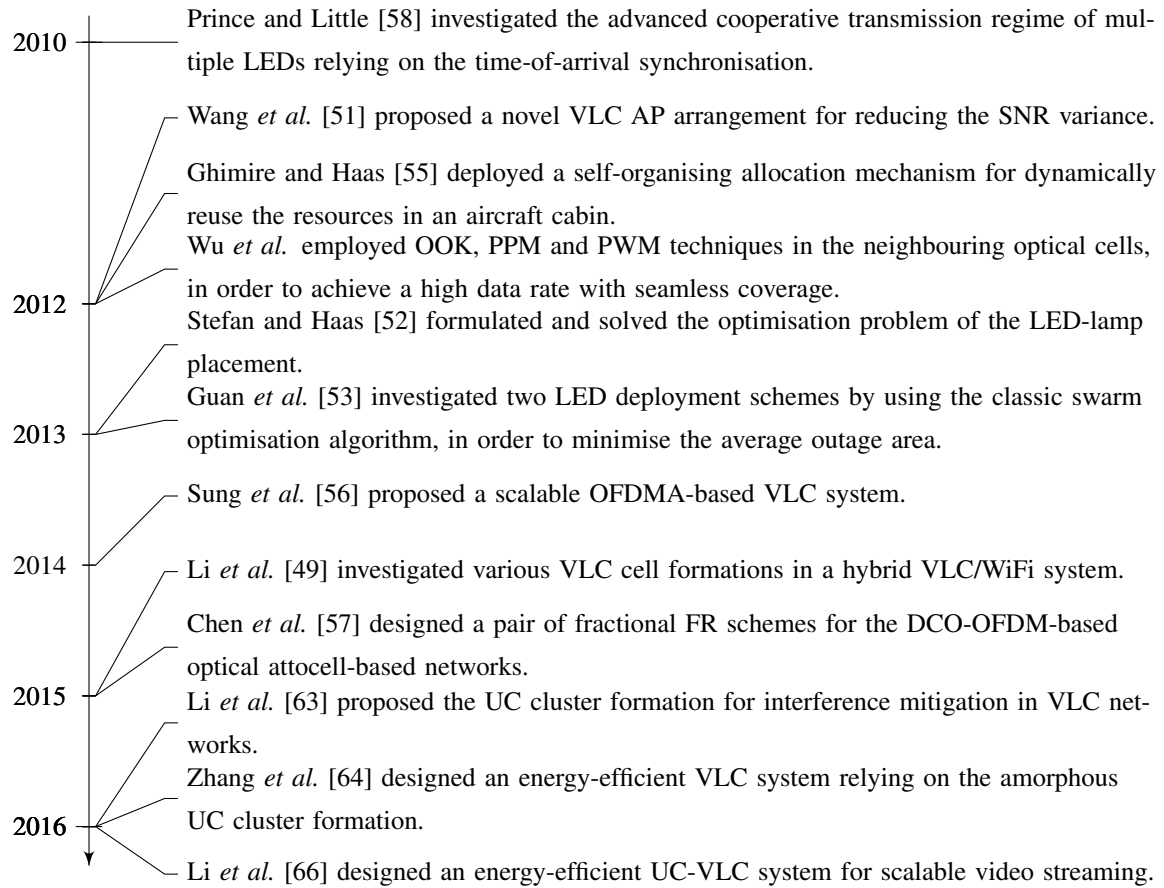 Prince and Little [58] investigated the advanced cooperative transmission regime of mul-
2010
tiple LEDs relying on the time-of-arrival synchronisation.
Wang et al. [51] proposed a novel VLC AP arrangement for reducing the SNR variance.
Ghimire and Haas [55] deployed a self-organising allocation mechanism for dynamically
reuse the resources in an aircraft cabin.
Wu et al. employed OOK, PPM and PWM techniques in the neighbouring optical cells,
in order to achieve a high data rate with seamless coverage.
2012
Stefan and Haas [52] formulated and solved the optimisation problem of the LED-lamp
placement.
Guan et al. [53] investigated two LED deployment schemes by using the classic swarm
2013
optimisation algorithm, in order to minimise the average outage area.
Sung et al. [56] proposed a scalable OFDMA-based VLC system.
2014
Li et al. [49] investigated various VLC cell formations in a hybrid VLC/WiFi system.
Chen et al. [57] designed a pair of fractional FR schemes for the DCO-OFDM-based
optical attocell-based networks.
2015
Li et al. [63] proposed the UC cluster formation for interference mitigation in VLC net-
works.
Zhang et al. [64] designed an energy-efficient VLC system relying on the amorphous
2016
UC cluster formation.
Li et al. [66] designed an energy-efficient UC-VLC system for scalable video streaming.